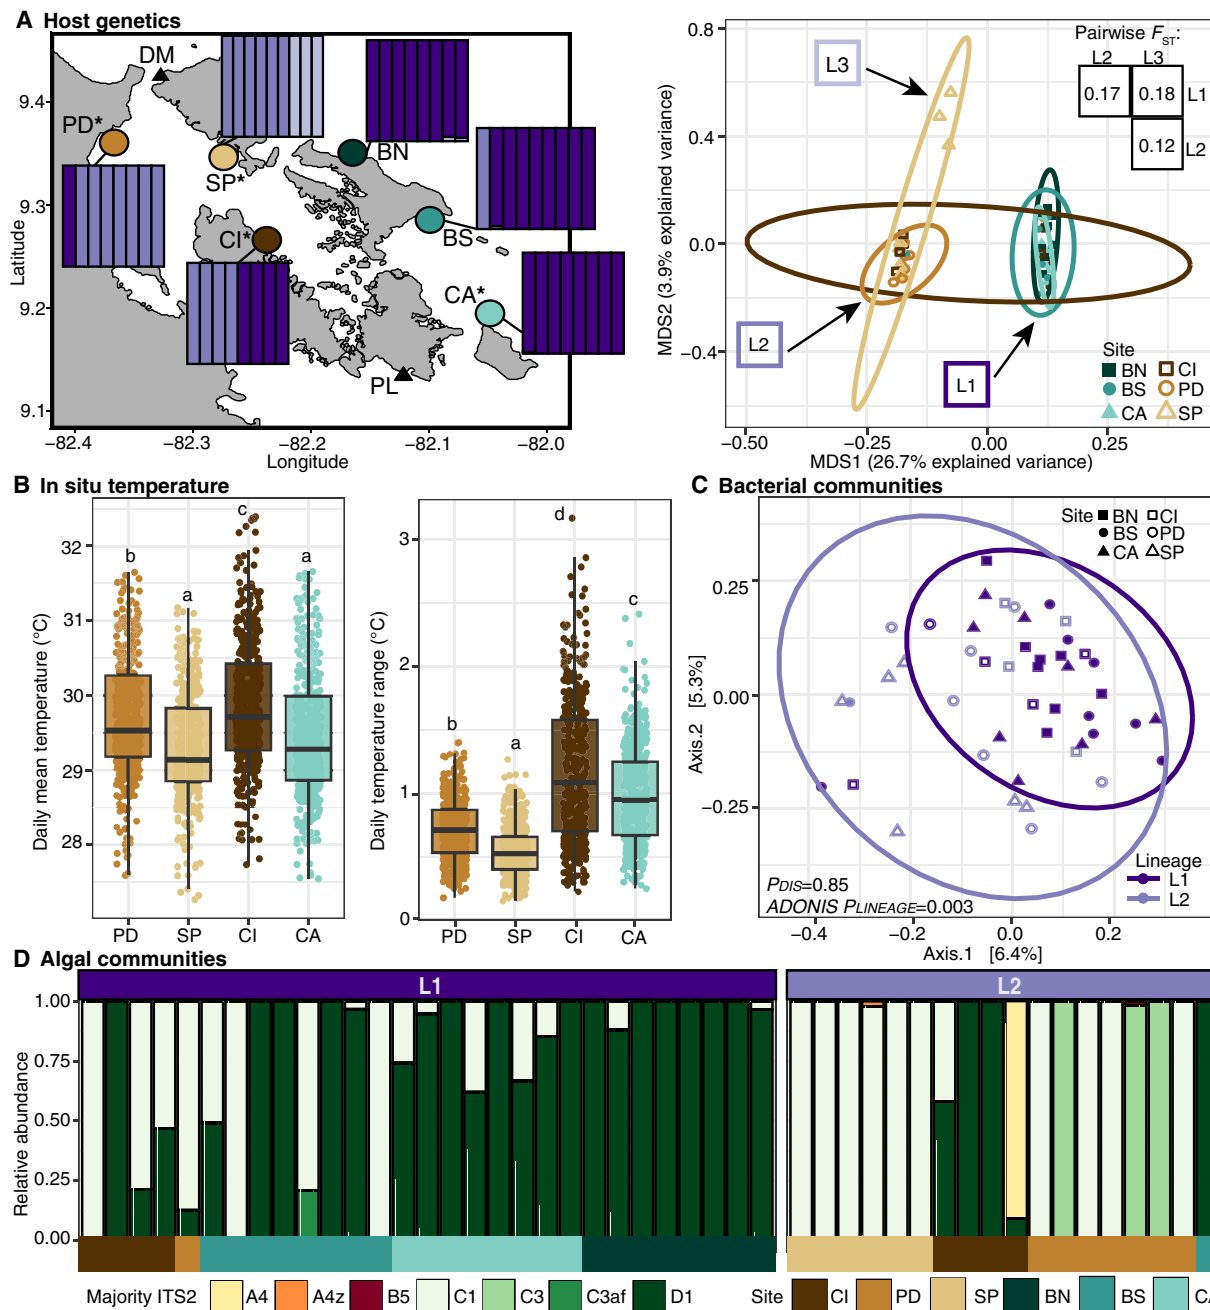 A Host genetics
DM
PD*
SP*
BN
BS
CI*
CA*
PL
Latitude
9.4
9.3
9.2
9.1
−82.4 −82.3 −82.2 −82.1 −82.0
Longitude
MDS2 (3.9% explained variance)
0.8
0.4
0.0
−0.4
−0.50 −0.25 0.00 0.25
MDS1 (26.7% explained variance)
L3
L2
L1
Pairwise FST:
L2 L3
0.17 0.18 L1
0.12 L2
Site
BN CI
BS PD
CA SP
B In situ temperature
Daily mean temperature (°C)
32
31
30
29
28
b
a
c
a
PD SP CI CA
Daily temperature range (°C)
3
2
1
0
b
a
d
c
PD SP CI CA
C Bacterial communities
Site BN CI
BS PD
CA SP
Axis.2 [5.3%]
0.25
0.00
−0.25
PDIS=0.85
ADONIS PLINEAGE=0.003
Lineage
L1
L2
−0.4 −0.2 0.0 0.2
Axis.1 [6.4%]
D Algal communities
L1 L2
Relative abundance
1.00
0.75
0.50
0.25
0.00
Majority ITS2 A4 A4z B5 C1 C3 C3af D1 Site CI PD SP BN BS